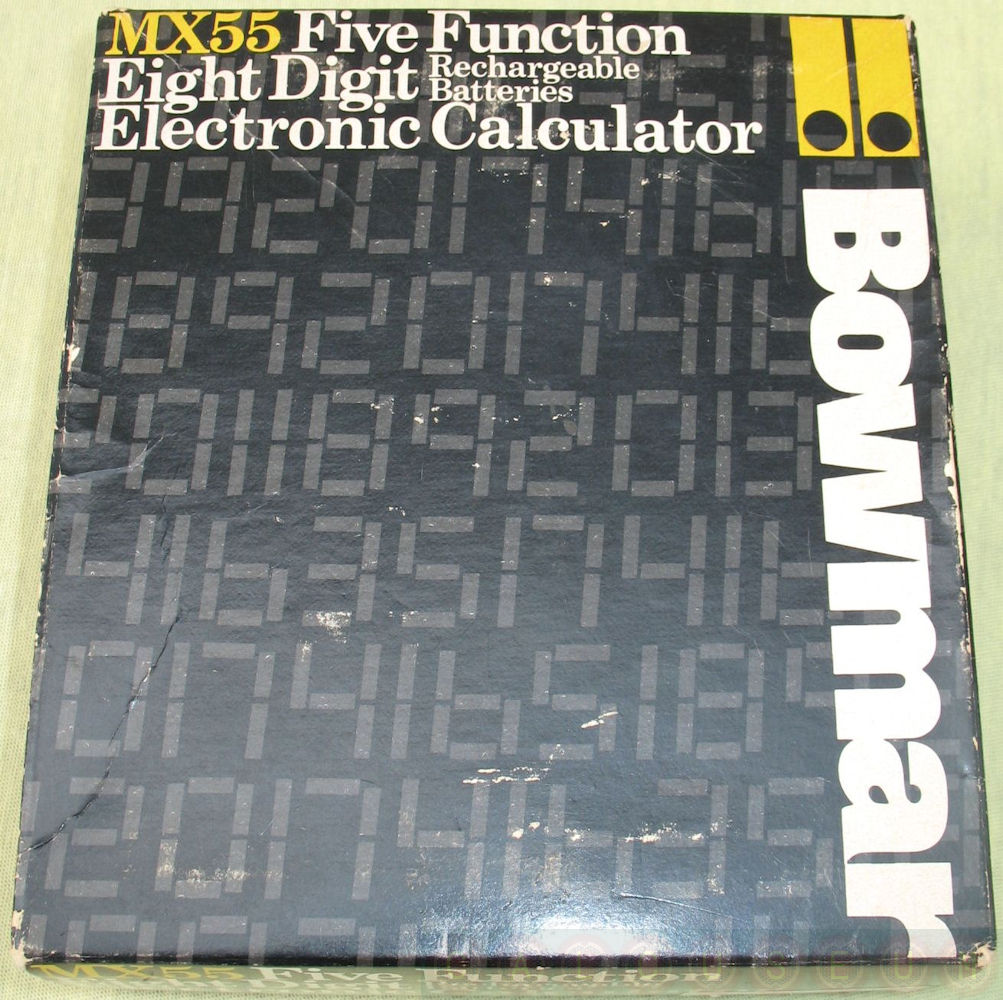 MX55 Five Function
Eight Digit Rechargeable Batteries
Electronic Calculator
Bowmar
MX55 Five Function